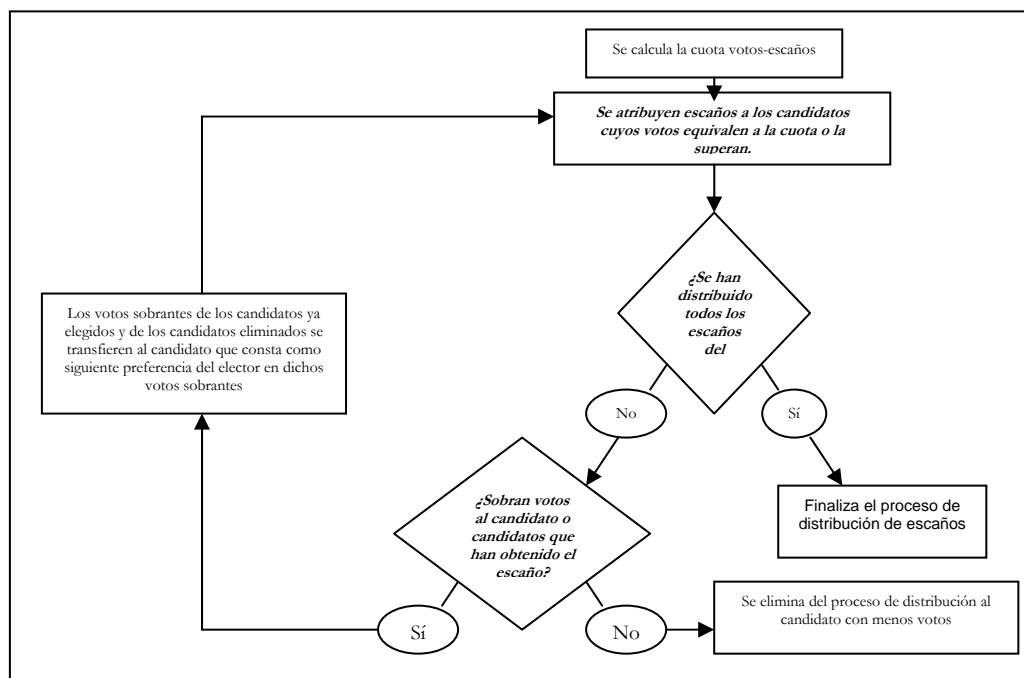 Se calcula la cuota votos-escaños
Se atribuyen escaños a los candidatos
cuyos votos equivalen a la cuota o la
superan.
¿Se han
distribuido
todos los
escaños
del
Los votos sobrantes de los candidatos ya
elegidos y de los candidatos eliminados se
transfieren al candidato que consta como
siguiente preferencia del elector en dichos
votos sobrantes
No
Sí
¿Sobran votos
al candidato o
candidatos que
han obtenido el
escaño?
Finaliza el proceso de
distribución de escaños
Sí
No
Se elimina del proceso de distribución al
candidato con menos votos